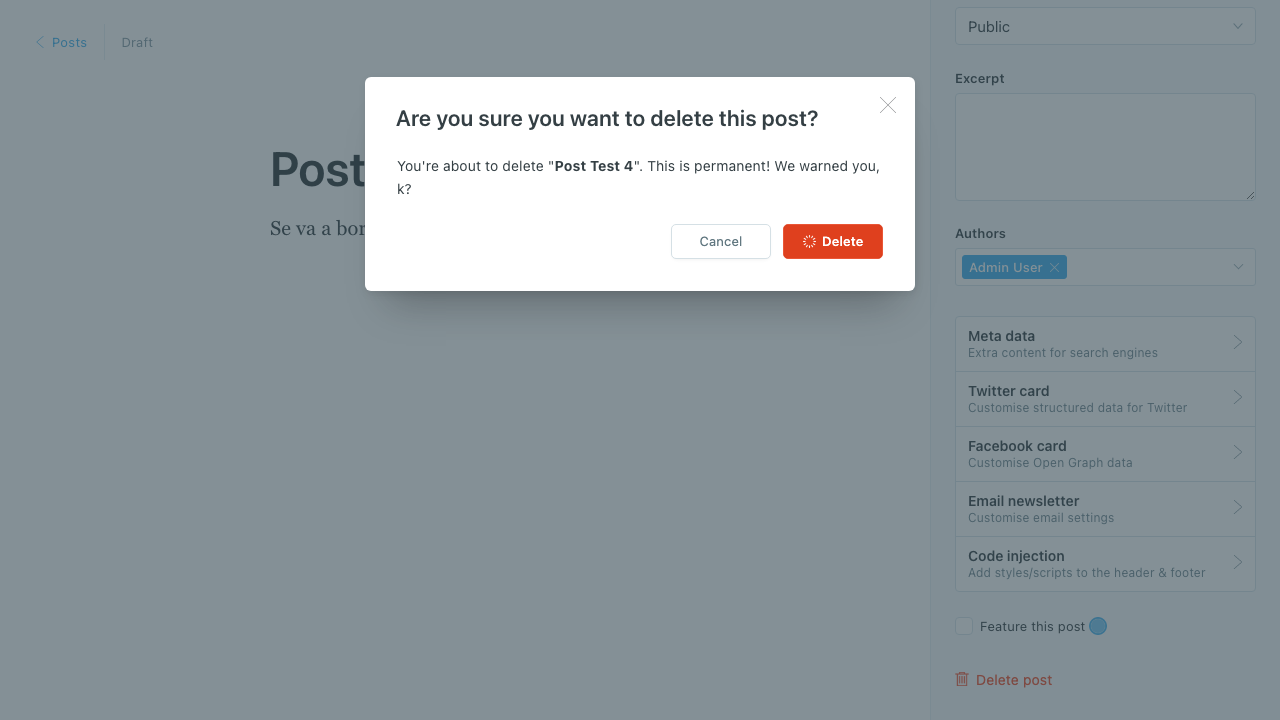 Posts
Draft
Post
Se va a bor
Are you sure you want to delete this post?
You're about to delete "Post Test 4". This is permanent! We warned you,
k?
Cancel
Delete
Public
Excerpt
Authors
Admin User
Meta data
Extra content for search engines
Twitter card
Customise structured data for Twitter
Facebook card
Customise Open Graph data
Email newsletter
Customise email settings
Code injection
Add styles/scripts to the header & footer
Feature this post
Delete post